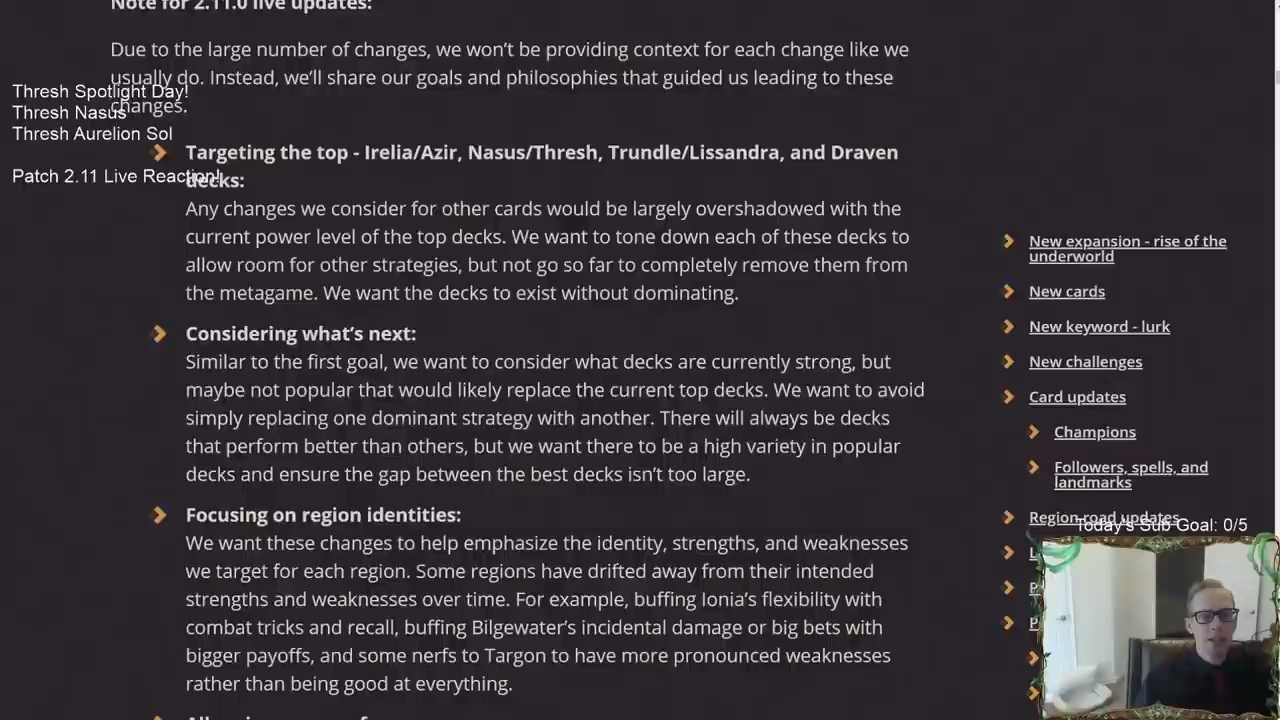 Note for 2.11.0 live updates:
Due to the large number of changes, we won't be providing context for each change like we
usually do. Instead, we'll share our goals and philosophies that guided us leading to these
changes.
Thresh Spotlight Day!
Thresh Nasus
Thresh Aurelion Sol
Patch 2.11 Live Reaction!
Targeting the top - Irelia/Azir, Nasus/Thresh, Trundle/Lissandra, and Draven
decks:
Any changes we consider for other cards would be largely overshadowed with the
current power level of the top decks. We want to tone down each of these decks to
allow room for other strategies, but not go so far to completely remove them from
the metagame. We want the decks to exist without dominating.
Considering what's next:
Similar to the first goal, we want to consider what decks are currently strong, but
maybe not popular that would likely replace the current top decks. We want to avoid
simply replacing one dominant strategy with another. There will always be decks
that perform better than others, but we want there to be a high variety in popular
decks and ensure the gap between the best decks isn't too large.
Focusing on region identities:
We want these changes to help emphasize the identity, strengths, and weaknesses
we target for each region. Some regions have drifted away from their intended
strengths and weaknesses over time. For example, buffing Ionia's flexibility with
combat tricks and recall, buffing Bilgewater's incidental damage or big bets with
bigger payoffs, and some nerfs to Targon to have more pronounced weaknesses
rather than being good at everything.
New expansion - rise of the
underworld
New cards
New keyword - lurk
New challenges
Card updates
Champions
Followers, spells, and
landmarks
Region road updates
Today's Sub Goal: 0/5